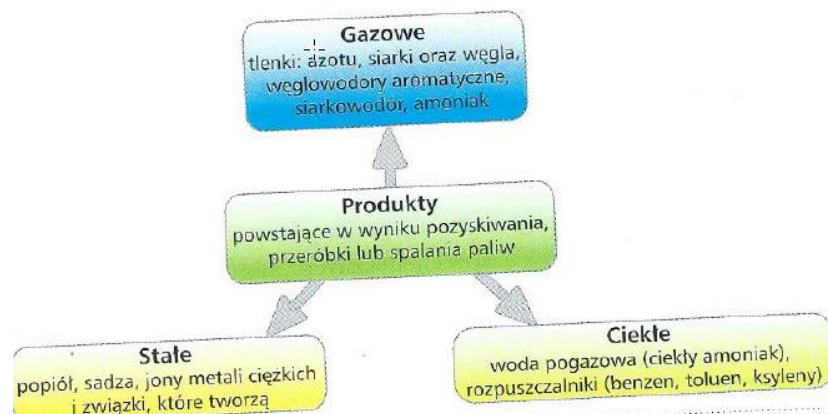 Gazowe
tlenki: azotu, siarki oraz węgla,
węglowodory aromatyczne,
siarkowodór, amoniak
Produkty
powstające w wyniku pozyskiwania,
przeróbki lub spalania paliw
Stałe
popiół, sadza, jony metali ciężkich
i związki, które tworzą
Ciekłe
woda pogazowa (ciekły amoniak),
rozpuszczalniki (benzen, toluen, ksyleny)